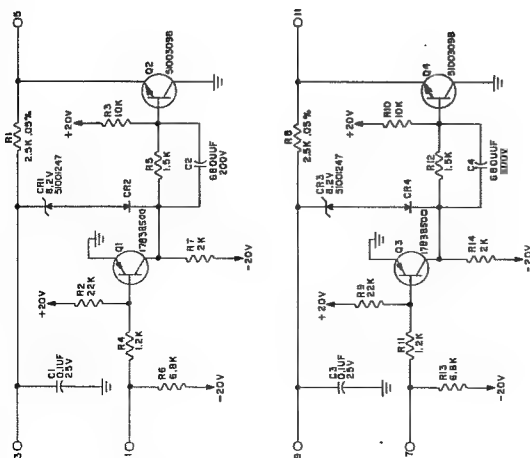 5
R1
2.5K .05%
Q2
51003098
+20V
R3
10K
CR1
8.2V
51001247
CR2
R5
1.5K
C2
680UUF
200V
Q1
17838500
R7
2K
-20V
+20V
R2
22K
R4
1.2K
C1
0.1UF
25V
R6
6.8K
-20V
3
1
11
R8
2.5K .05%
Q4
51003098
+20V
R10
10K
CR3
8.2V
51001247
CR4
R12
1.5K
C4
680UUF
Q3
17838500
R14
2K
-20V
+20V
R9
22K
R11
1.2K
C3
0.1UF
25V
R13
6.8K
-20V
9
7